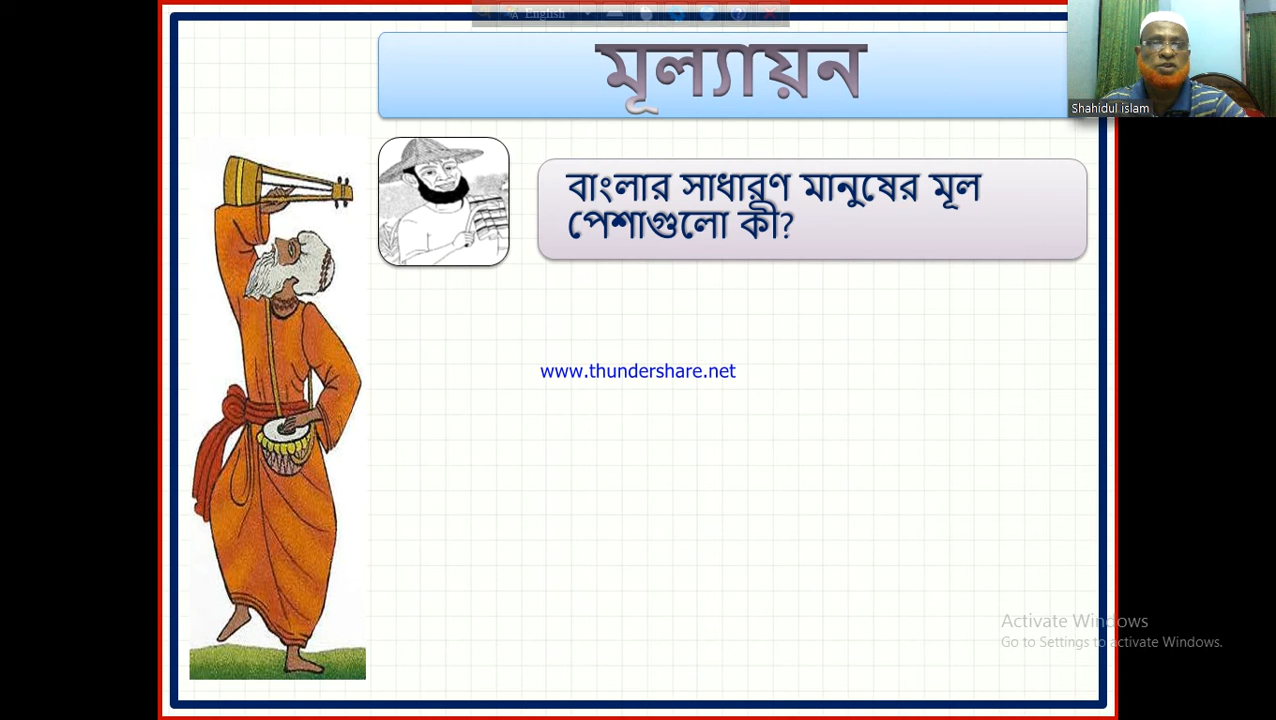 English
মূল্যায়ন
Shahidul islam
বাংলার সাধারণ মানুষের মূল
পেশাগুলো কী?
www.thundershare.net
Activate Windows
Go to Settings to activate Windows.